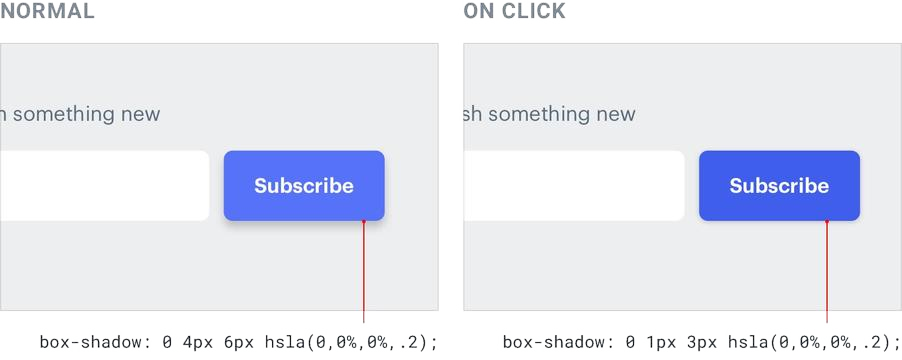 NORMAL
ON CLICK
something new
sh something new
Subscribe
Subscribe
box-shadow: 0 4px 6px hsla(0,0%,0%,.2);
box-shadow: 0 1px 3px hsla(0,0%,0%,.2);